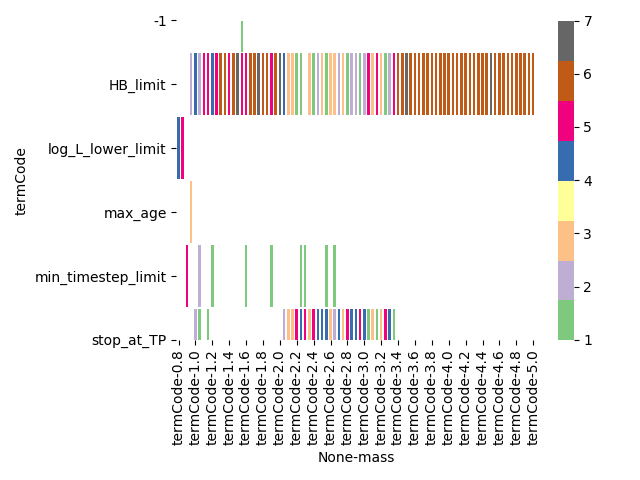 -1
HB_limit
log_L_lower_limit
max_age
min_timestep_limit
stop_at_TP
termCode
termCode-0.8
termCode-1.0
termCode-1.2
termCode-1.4
termCode-1.6
termCode-1.8
termCode-2.0
termCode-2.2
termCode-2.4
termCode-2.6
termCode-2.8
termCode-3.0
termCode-3.2
termCode-3.4
termCode-3.6
termCode-3.8
termCode-4.0
termCode-4.2
termCode-4.4
termCode-4.6
termCode-4.8
termCode-5.0
None-mass
7
6
5
4
3
2
1